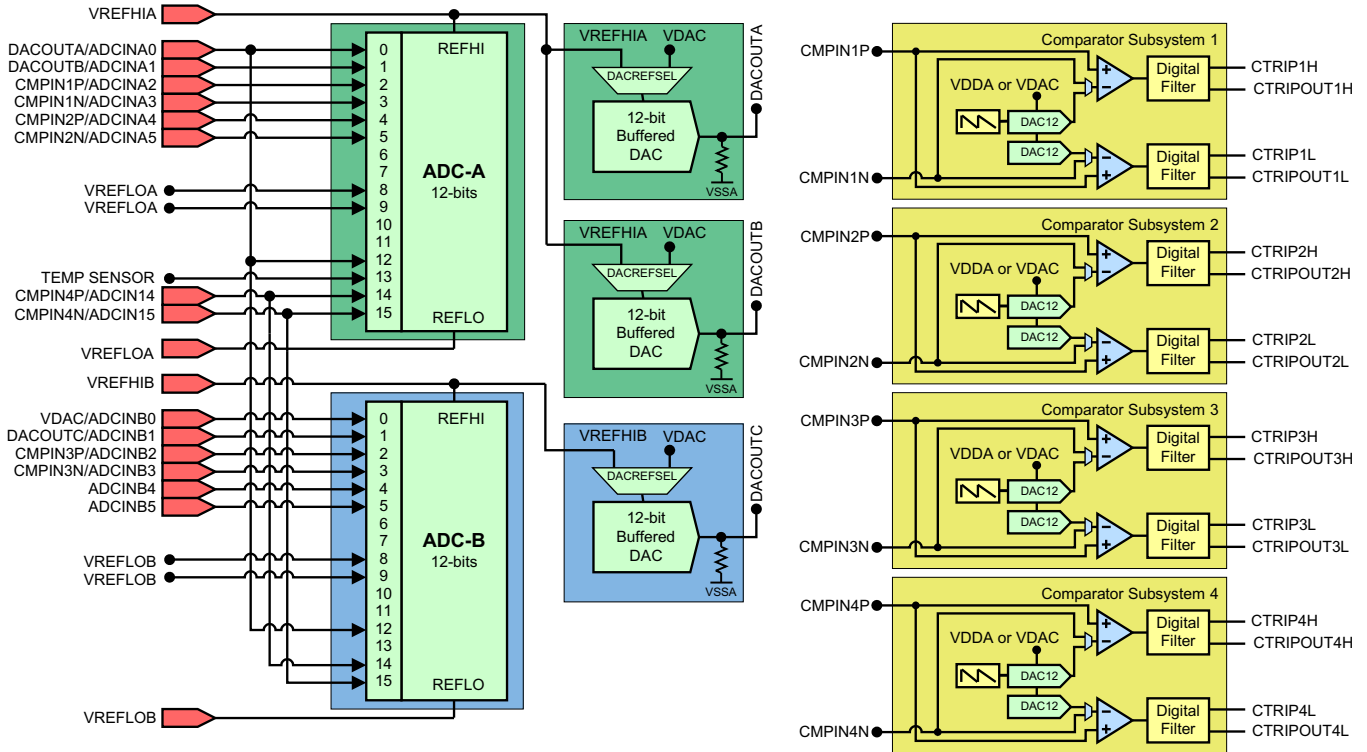 VREFHIA
DACOUTA/ADCINA0
DACOUTB/ADCINA1
CMPIN1P/ADCINA2
CMPIN1N/ADCINA3
CMPIN2P/ADCINA4
CMPIN2N/ADCINA5
VREFLOA
VREFLOA
TEMP SENSOR
CMPIN4P/ADCIN14
CMPIN4N/ADCIN15
VREFLOA
REFHI
0
1
2
3
4
5
6
7
8
9
10
11
12
13
14
15
ADC-A
12-bits
REFLO
VREFHIB
VDAC/ADCINB0
DACOUTC/ADCINB1
CMPIN3P/ADCINB2
CMPIN3N/ADCINB3
ADCINB4
ADCINB5
VREFLOB
VREFLOB
VREFLOB
REFHI
0
1
2
3
4
5
6
7
8
9
10
11
12
13
14
15
ADC-B
12-bits
REFLO
VREFHIA
VDAC
DACREFSEL
12-bit
Buffered
DAC
VSSA
DACOUTA
VREFHIA
VDAC
DACREFSEL
12-bit
Buffered
DAC
VSSA
DACOUTB
VREFHIB
VDAC
DACREFSEL
12-bit
Buffered
DAC
VSSA
DACOUTC
Comparator Subsystem 1
CMPIN1P
CMPIN1N
VDDA or VDAC
DAC12
DAC12
+
−
−
+
Digital
Filter
Digital
Filter
CTRIP1H
CTRIPOUT1H
CTRIP1L
CTRIPOUT1L
Comparator Subsystem 2
CMPIN2P
CMPIN2N
VDDA or VDAC
DAC12
DAC12
+
−
−
+
Digital
Filter
Digital
Filter
CTRIP2H
CTRIPOUT2H
CTRIP2L
CTRIPOUT2L
Comparator Subsystem 3
CMPIN3P
CMPIN3N
VDDA or VDAC
DAC12
DAC12
+
−
−
+
Digital
Filter
Digital
Filter
CTRIP3H
CTRIPOUT3H
CTRIP3L
CTRIPOUT3L
Comparator Subsystem 4
CMPIN4P
CMPIN4N
VDDA or VDAC
DAC12
DAC12
+
−
−
+
Digital
Filter
Digital
Filter
CTRIP4H
CTRIPOUT4H
CTRIP4L
CTRIPOUT4L